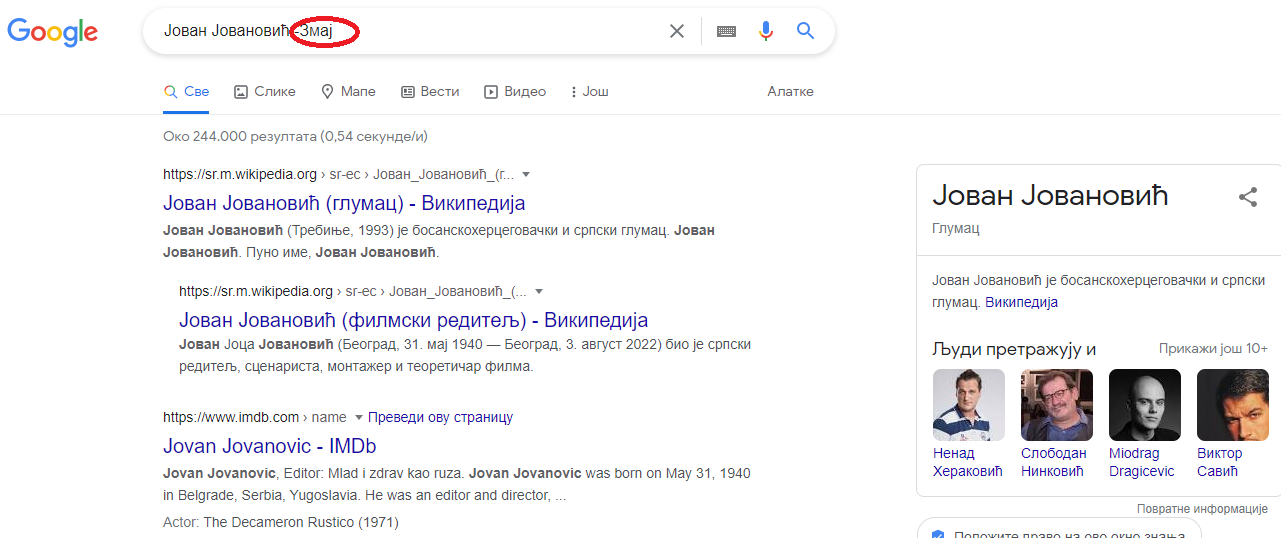 Google
Јован Јовановић -Змај
Све Слике Мапе Вести Видео Још Алатке
Око 244.000 резултата (0,54 секунде/и)
https://sr.m.wikipedia.org › sr-ec › Јован_Јовановић_(г...
Јован Јовановић (глумац) - Википедија
Јован Јовановић (Требиње, 1993) је босанскохерцеговачки и српски глумац. Јован
Јовановић. Пуно име, Јован Јовановић.
https://sr.m.wikipedia.org › sr-ec › Јован_Јовановић_(...
Јован Јовановић (филмски редитељ) - Википедија
Јован Јоца Јовановић (Београд, 31. мај 1940 — Београд, 3. август 2022) био је српски
редитељ, сценариста, монтажер и теоретичар филма.
https://www.imdb.com › name Преведи ову страницу
Jovan Jovanovic - IMDb
Jovan Jovanovic, Editor: Mlad i zdrav kao ruza. Jovan Jovanovic was born on May 31, 1940
in Belgrade, Serbia, Yugoslavia. He was an editor and director, ...
Actor: The Decameron Rustico (1971)
Јован Јовановић
Глумац
Јован Јовановић је босанскохерцеговачки и српски
глумац. Википедија
Људи претражују и Прикажи још 10+
Ненад
Хераковић
Слободан
Нинковић
Miodrag
Dragicevic
Виктор
Савић
Повратне информације
Положите право на ово окно знања